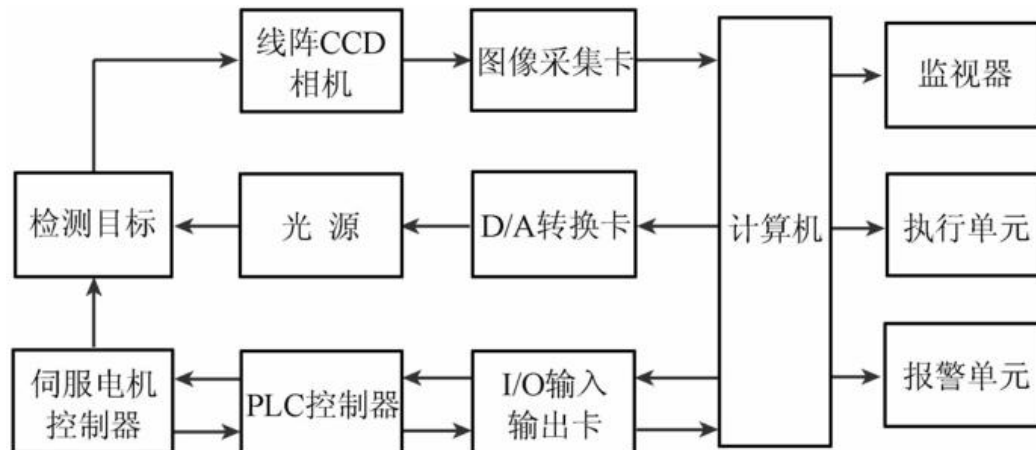 线阵CCD
相机
图像采集卡
监视器
检测目标
光 源
D/A转换卡
计算机
执行单元
伺服电机
控制器
PLC控制器
I/O输入
输出卡
报警单元